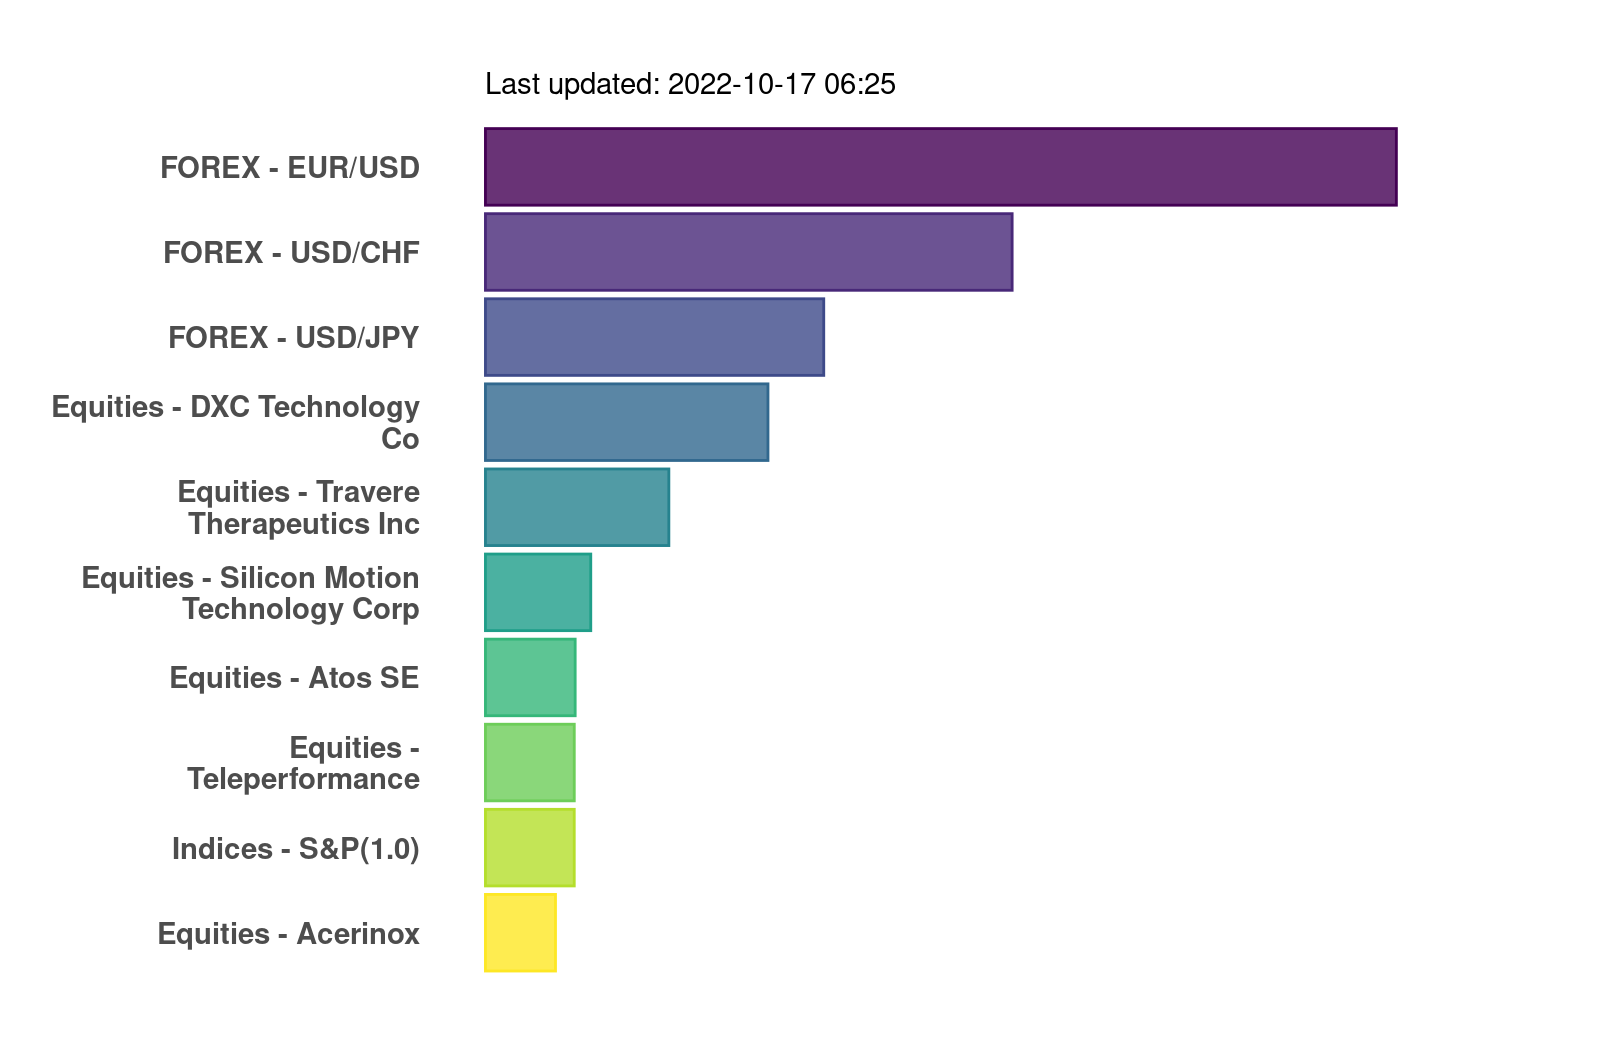 Last updated: 2022-10-17 06:25
FOREX - EUR/USD
FOREX - USD/CHF
FOREX - USD/JPY
Equities - DXC Technology
Co
Equities - Travere
Therapeutics Inc
Equities - Silicon Motion
Technology Corp
Equities - Atos SE
Equities -
Teleperformance
Indices - S&P(1.0)
Equities - Acerinox